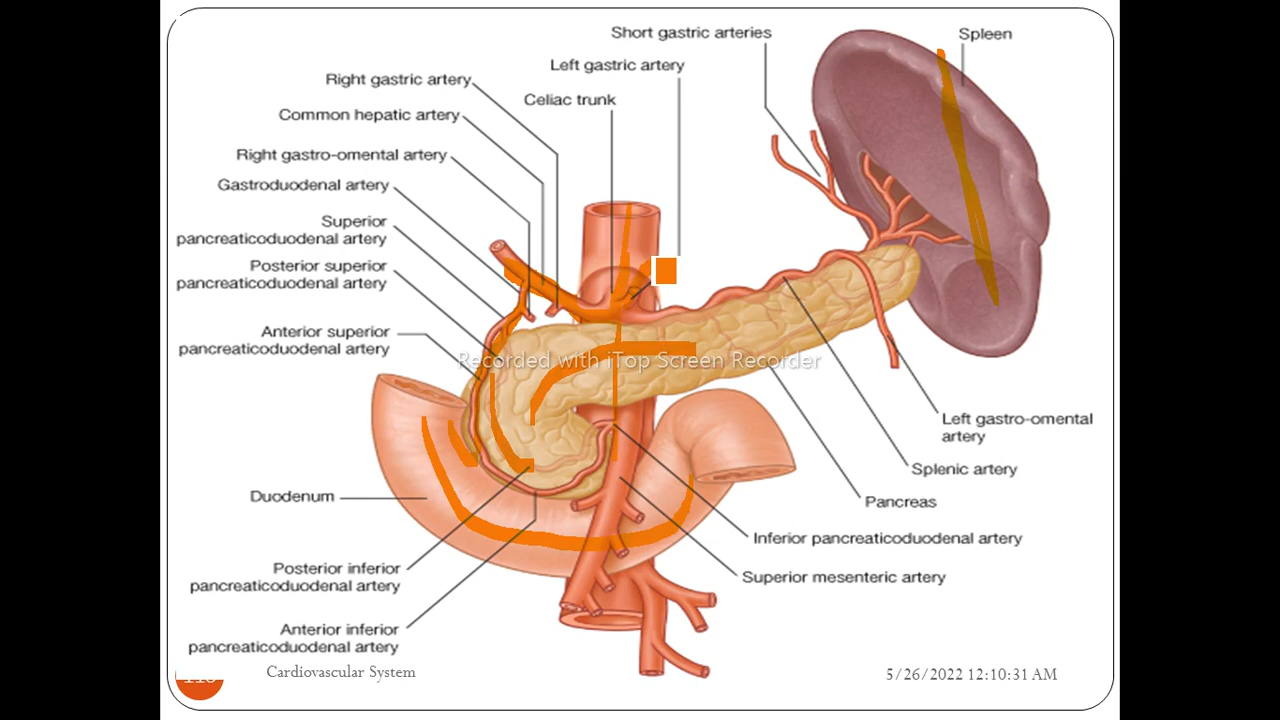 Short gastric arteries
Spleen
Left gastric artery
Right gastric artery
Celiac trunk
Common hepatic artery
Right gastro-omental artery
Gastroduodenal artery
Superior
pancreaticoduodenal artery
Posterior superior
pancreaticoduodenal artery
Anterior superior
pancreaticoduodenal artery
Recorded with iTop Screen Recorder
Left gastro-omental
artery
Splenic artery
Duodenum
Pancreas
Inferior pancreaticoduodenal artery
Posterior inferior
pancreaticoduodenal artery
Superior mesenteric artery
Anterior inferior
pancreaticoduodenal artery
Cardiovascular System
5/26/2022 12:10:31 AM